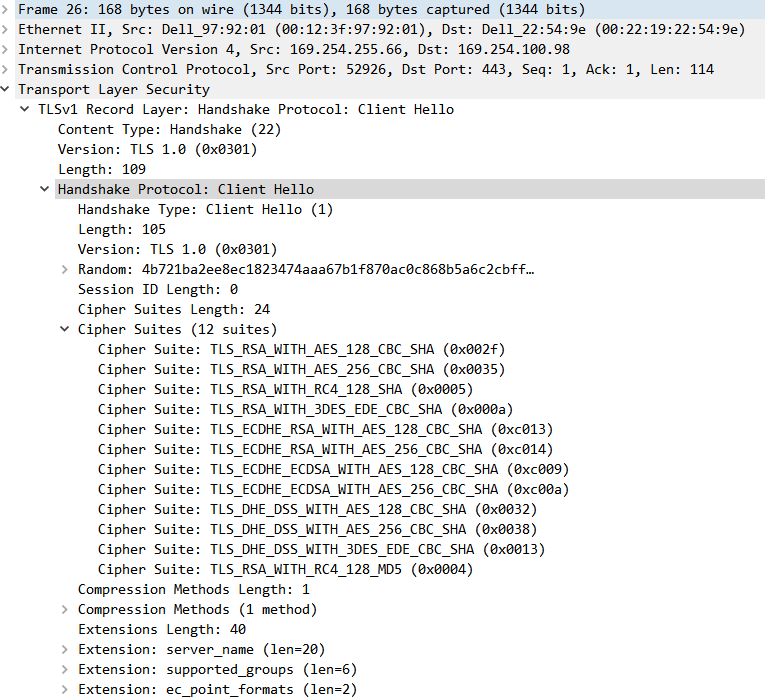 Frame 26: 168 bytes on wire (1344 bits), 168 bytes captured (1344 bits)
Ethernet II, Src: Dell_97:92:01 (00:12:3f:97:92:01), Dst: Dell_22:54:9e (00:22:19:22:54:9e)
Internet Protocol Version 4, Src: 169.254.255.66, Dst: 169.254.100.98
Transmission Control Protocol, Src Port: 52926, Dst Port: 443, Seq: 1, Ack: 1, Len: 114
Transport Layer Security
TLSv1 Record Layer: Handshake Protocol: Client Hello
Content Type: Handshake (22)
Version: TLS 1.0 (0x0301)
Length: 109
Handshake Protocol: Client Hello
Handshake Type: Client Hello (1)
Length: 105
Version: TLS 1.0 (0x0301)
Random: 4b721ba2ee8ec1823474aaa67b1f870ac0c868b5a6c2cbff…
Session ID Length: 0
Cipher Suites Length: 24
Cipher Suites (12 suites)
Cipher Suite: TLS_RSA_WITH_AES_128_CBC_SHA (0x002f)
Cipher Suite: TLS_RSA_WITH_AES_256_CBC_SHA (0x0035)
Cipher Suite: TLS_RSA_WITH_RC4_128_SHA (0x0005)
Cipher Suite: TLS_RSA_WITH_3DES_EDE_CBC_SHA (0x000a)
Cipher Suite: TLS_ECDHE_RSA_WITH_AES_128_CBC_SHA (0xc013)
Cipher Suite: TLS_ECDHE_RSA_WITH_AES_256_CBC_SHA (0xc014)
Cipher Suite: TLS_ECDHE_ECDSA_WITH_AES_128_CBC_SHA (0xc009)
Cipher Suite: TLS_ECDHE_ECDSA_WITH_AES_256_CBC_SHA (0xc00a)
Cipher Suite: TLS_DHE_DSS_WITH_AES_128_CBC_SHA (0x0032)
Cipher Suite: TLS_DHE_DSS_WITH_AES_256_CBC_SHA (0x0038)
Cipher Suite: TLS_DHE_DSS_WITH_3DES_EDE_CBC_SHA (0x0013)
Cipher Suite: TLS_RSA_WITH_RC4_128_MD5 (0x0004)
Compression Methods Length: 1
Compression Methods (1 method)
Extensions Length: 40
Extension: server_name (len=20)
Extension: supported_groups (len=6)
Extension: ec_point_formats (len=2)